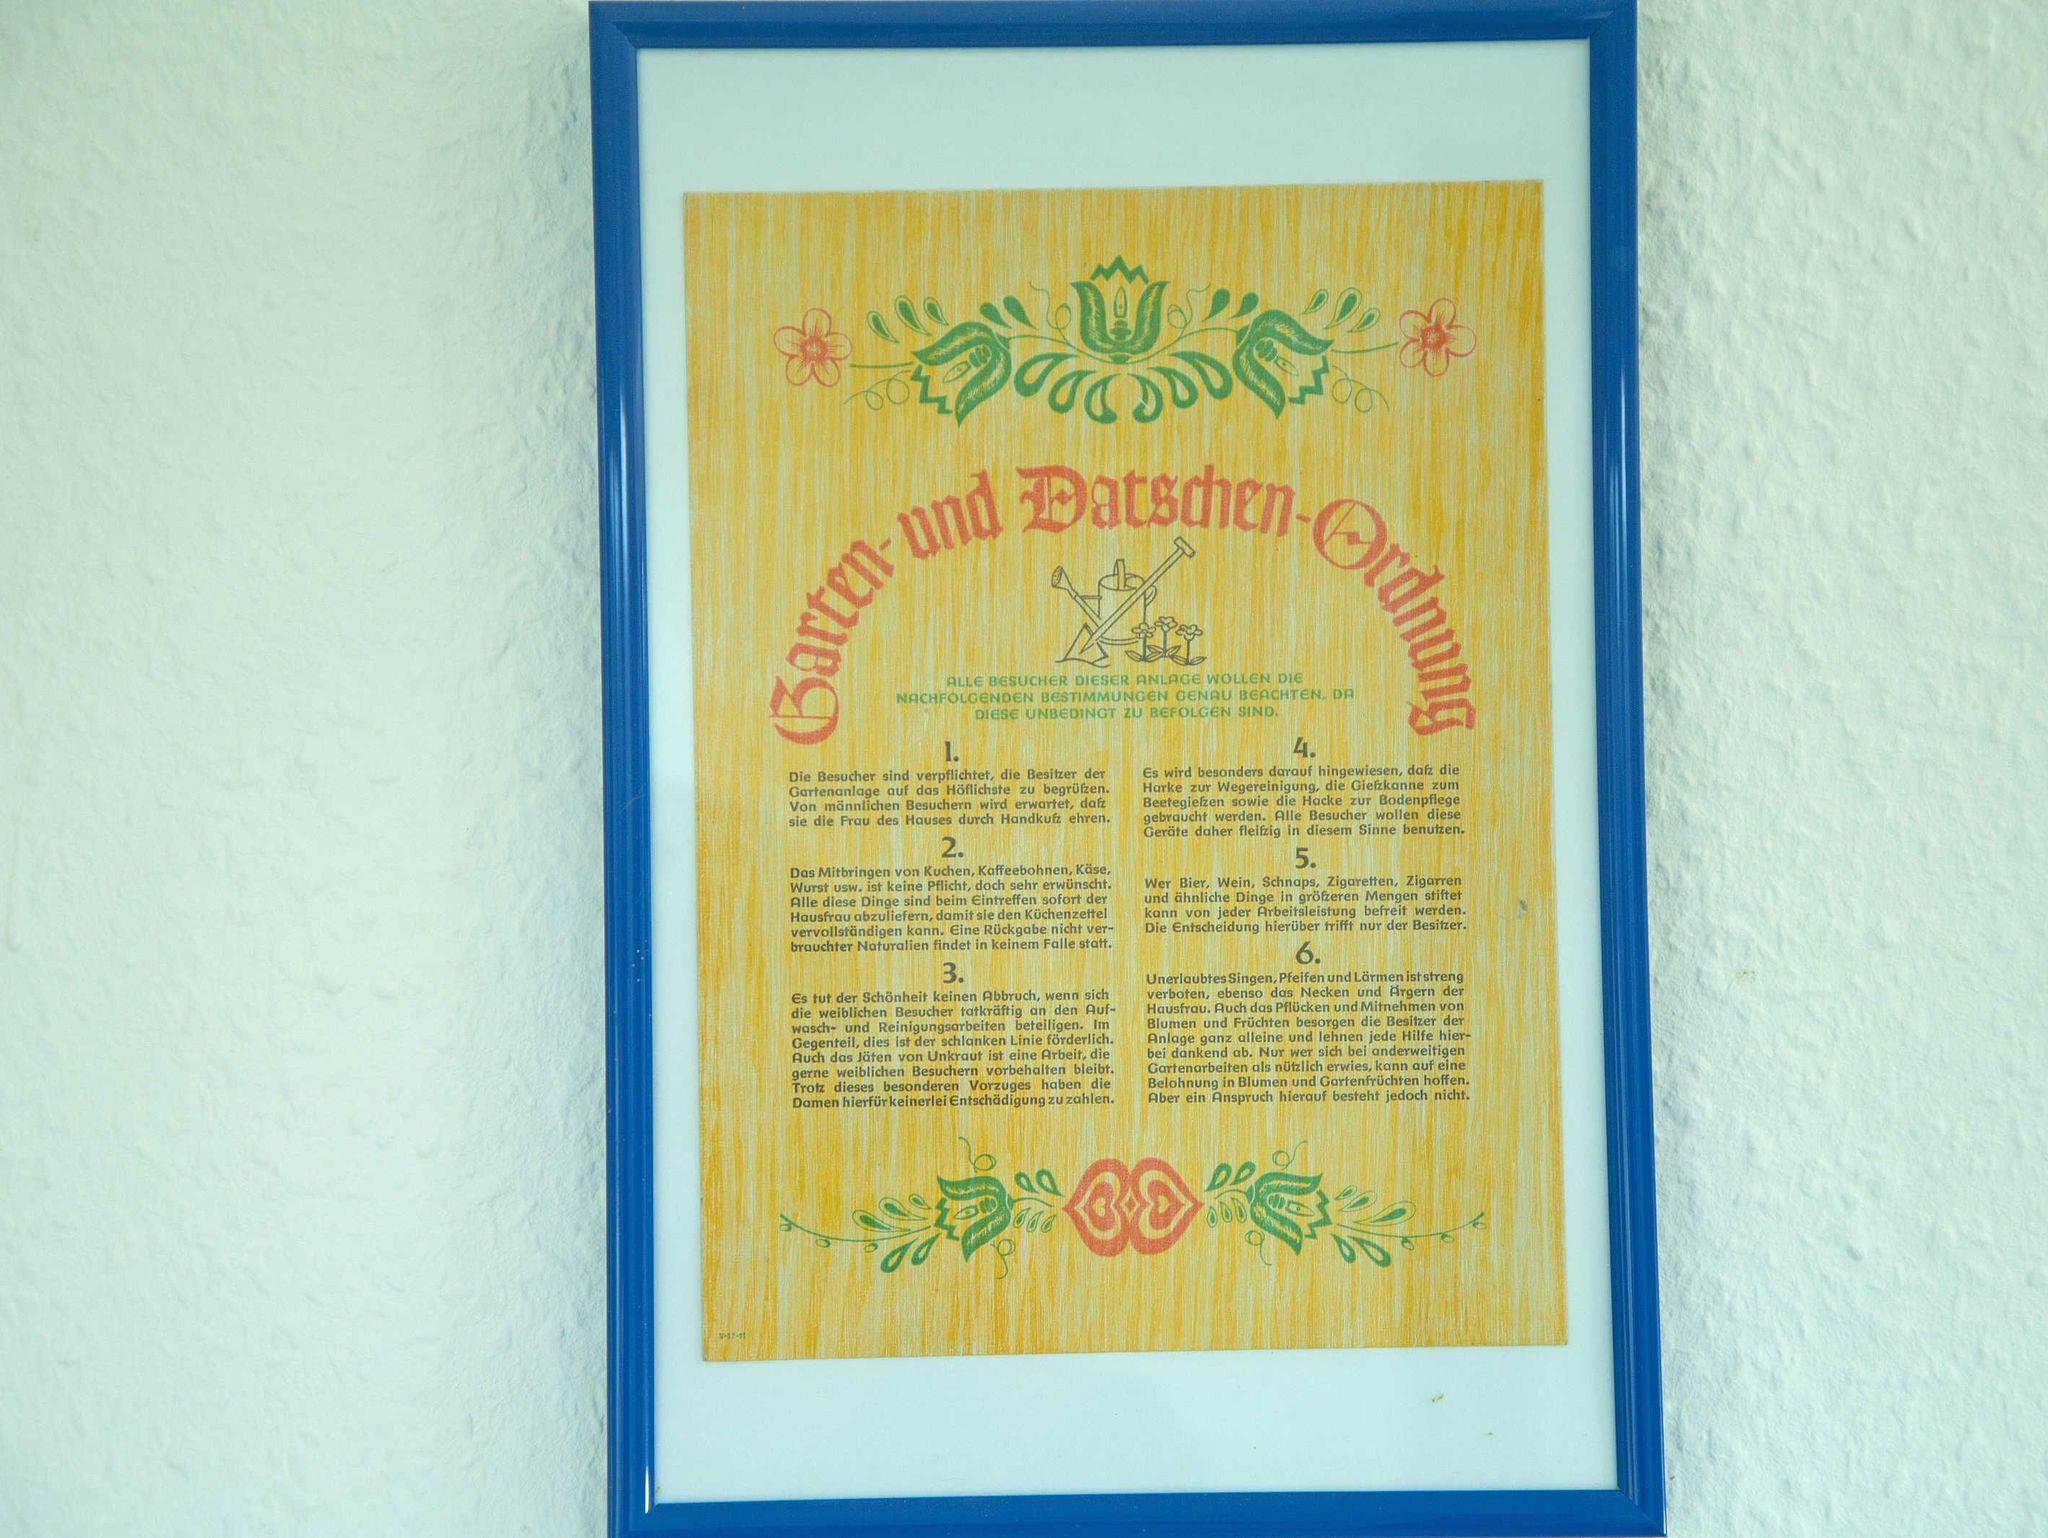 Garten- und Datschen-Ordnung
ALLE BESUCHER DIESER ANLAGE WOLLEN DIE
NACHFOLGENDEN BESTIMMUNGEN GENAU BEACHTEN, DA
DIESE UNBEDINGT ZU BEFOLGEN SIND.
1.
Die Besucher sind verpflichtet, die Besitzer der
Gartenanlage auf das Höflichste zu begrüßen.
Von männlichen Besuchern wird erwartet, daß
sie die Frau des Hauses durch Handkuß ehren.
2.
Das Mitbringen von Kuchen, Kaffeebohnen, Käse,
Wurst usw. ist keine Pflicht, doch sehr erwünscht.
Alle diese Dinge sind beim Eintreffen sofort der
Hausfrau abzuliefern, damit sie den Küchenzettel
vervollständigen kann. Eine Rückgabe nicht ver-
brauchter Naturalien findet in keinem Falle statt.
3.
Es tut der Schönheit keinen Abbruch, wenn sich
die weiblichen Besucher tatkräftig an den Auf-
wasch- und Reinigungsarbeiten beteiligen. Im
Gegenteil, dies ist der schlanken Linie förderlich.
Auch das Jäten von Unkraut ist eine Arbeit, die
gerne weiblichen Besuchern vorbehalten bleibt.
Trotz dieses besonderen Vorzuges haben die
Damen hierfür keinerlei Entschädigung zu zahlen.
4.
Es wird besonders darauf hingewiesen, daß die
Harke zur Wegereinigung, die Gießkanne zum
Beetegießen sowie die Hacke zur Bodenpflege
gebraucht werden. Alle Besucher wollen diese
Geräte daher fleißig in diesem Sinne benutzen.
5.
Wer Bier, Wein, Schnaps, Zigaretten, Zigarren
und ähnliche Dinge in größeren Mengen stiftet
kann von jeder Arbeitsleistung befreit werden.
Die Entscheidung hierüber trifft nur der Besitzer.
6.
Unerlaubtes Singen, Pfeifen und Lärmen ist streng
verboten, ebenso das Necken und Ärgern der
Hausfrau. Auch das Pflücken und Mitnehmen von
Blumen und Früchten besorgen die Besitzer der
Anlage ganz alleine und lehnen jede Hilfe hier-
bei dankend ab. Nur wer sich bei anderweitigen
Gartenarbeiten als nützlich erwies, kann auf eine
Belohnung in Blumen und Gartenfrüchten hoffen.
Aber ein Anspruch hierauf besteht jedoch nicht.